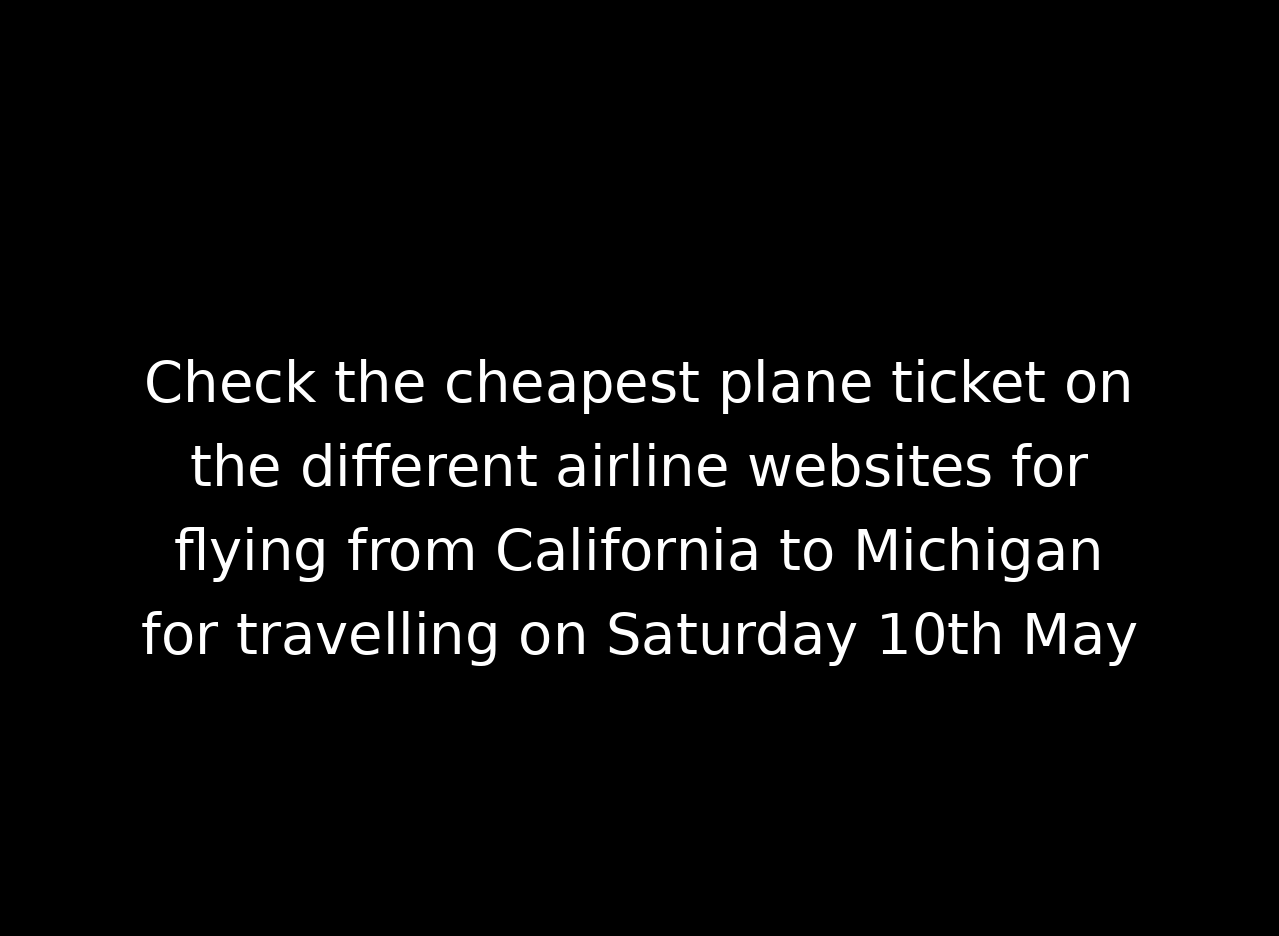 Check the cheapest plane ticket on
the different airline websites for
flying from California to Michigan
for travelling on Saturday 10th May